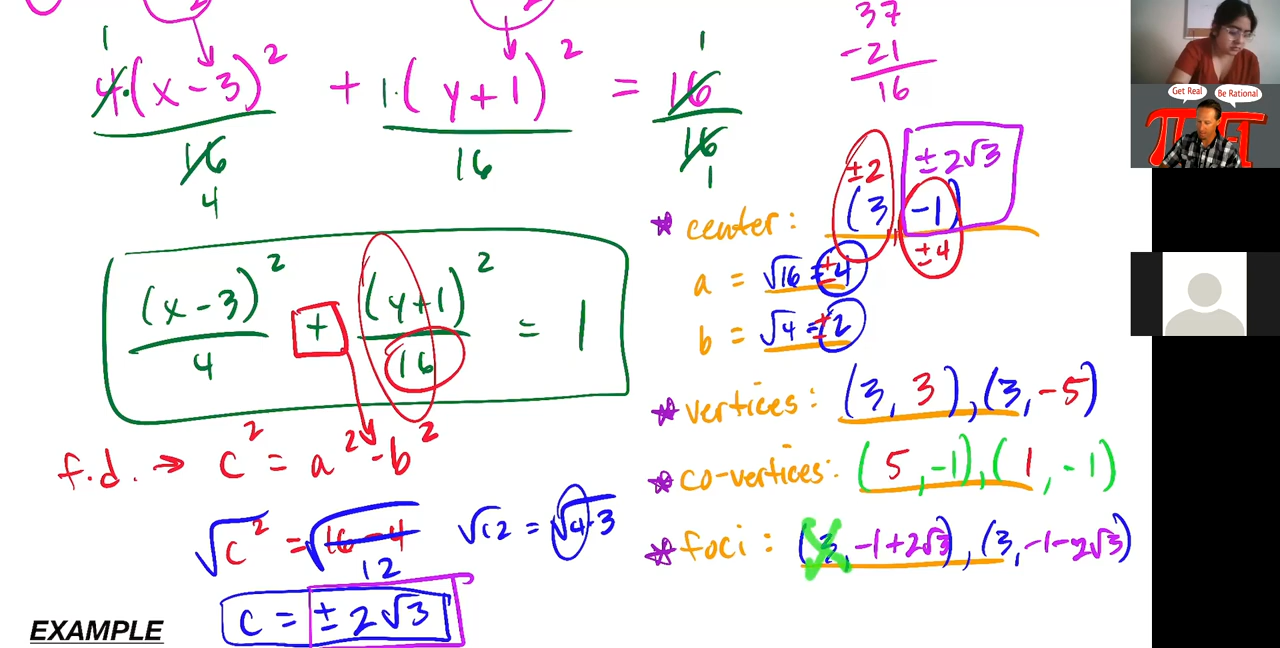 37
-21
16
1 1
4·(x-3)² + 1·(y+1)² = 16
16 16 16
4 1
Get Real Be Rational
±2 ±2√3
* center: (3, -1)
±4
a = √16 = ±4
b = √4 = ±2
(x-3)²/4 + (y+1)²/16 = 1
* vertices: (3, 3), (3, -5)
f.d. → c² = a² - b²
* co-vertices: (5, -1), (1, -1)
√c² = √16-4 √12 = √4·3
12
* foci: (3, -1+2√3), (3, -1-2√3)
c = ±2√3
EXAMPLE